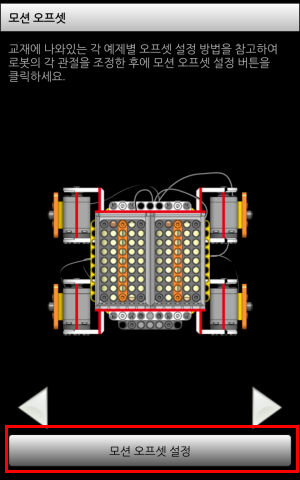 모션 오프셋
교재에 나와있는 각 예제별 오프셋 설정 방법을 참고하여
로봇의 각 관절을 조정한 후에 모션 오프셋 설정 버튼을
클릭하세요.
모션 오프셋 설정